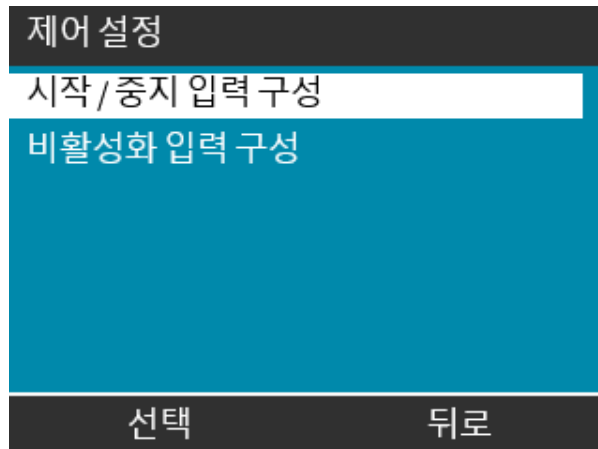 제어 설정
시작 / 중지 입력 구성
비활성화 입력 구성
선택 뒤로